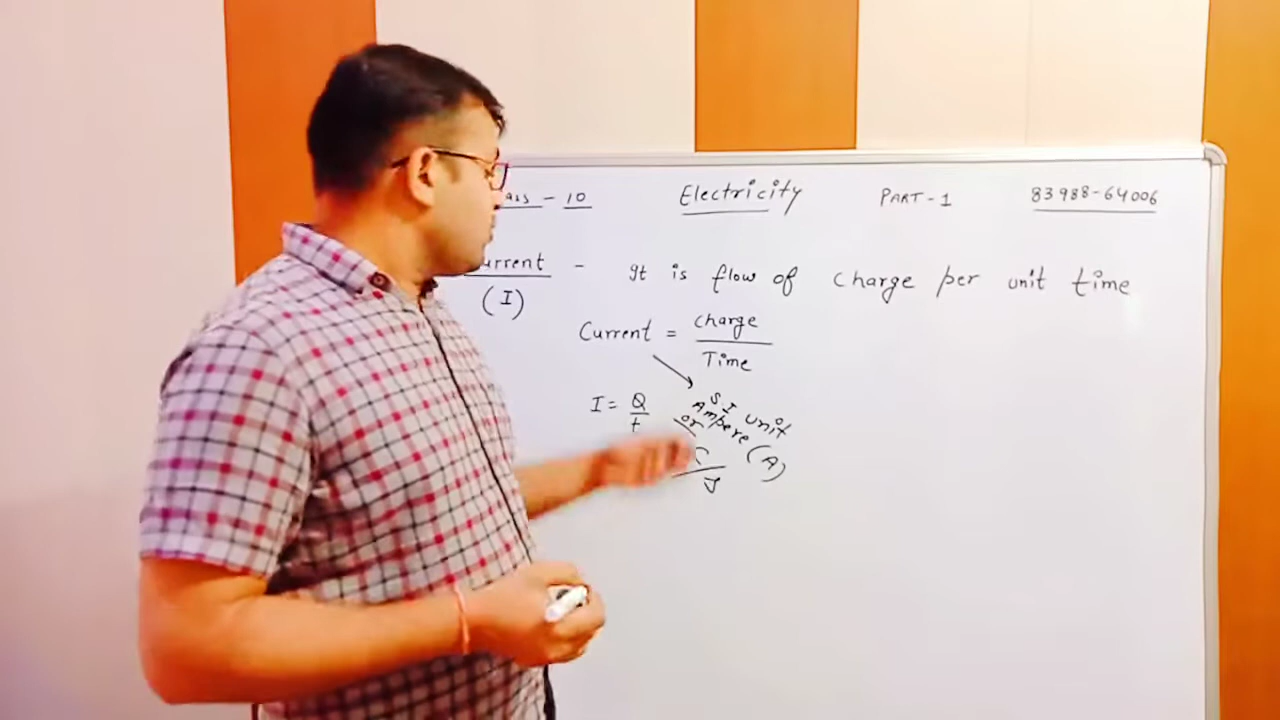 ass - 10 Electricity PART-1 83988-64006
urrent - It is flow of charge per unit time
(I)
Current = charge
Time
I = Q
t
S.I unit
Ampere (A)
or
C